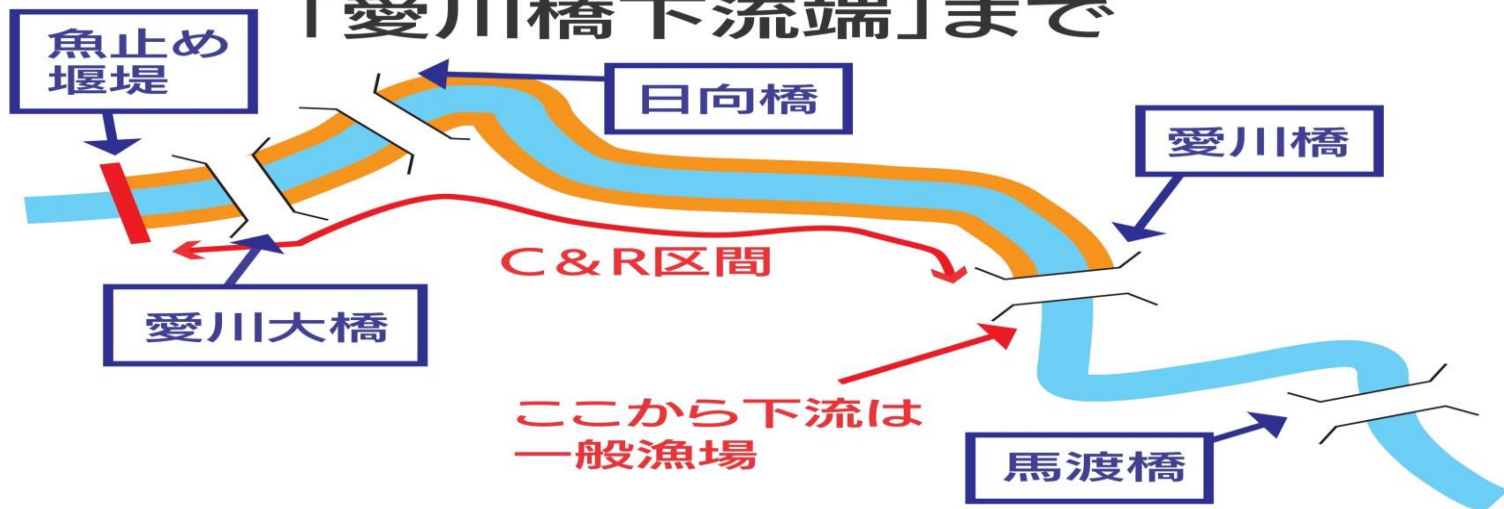 「愛川橋下流端」まで
魚止め
堰堤
日向橋
愛川橋
C&R区間
愛川大橋
ここから下流は
一般漁場
馬渡橋